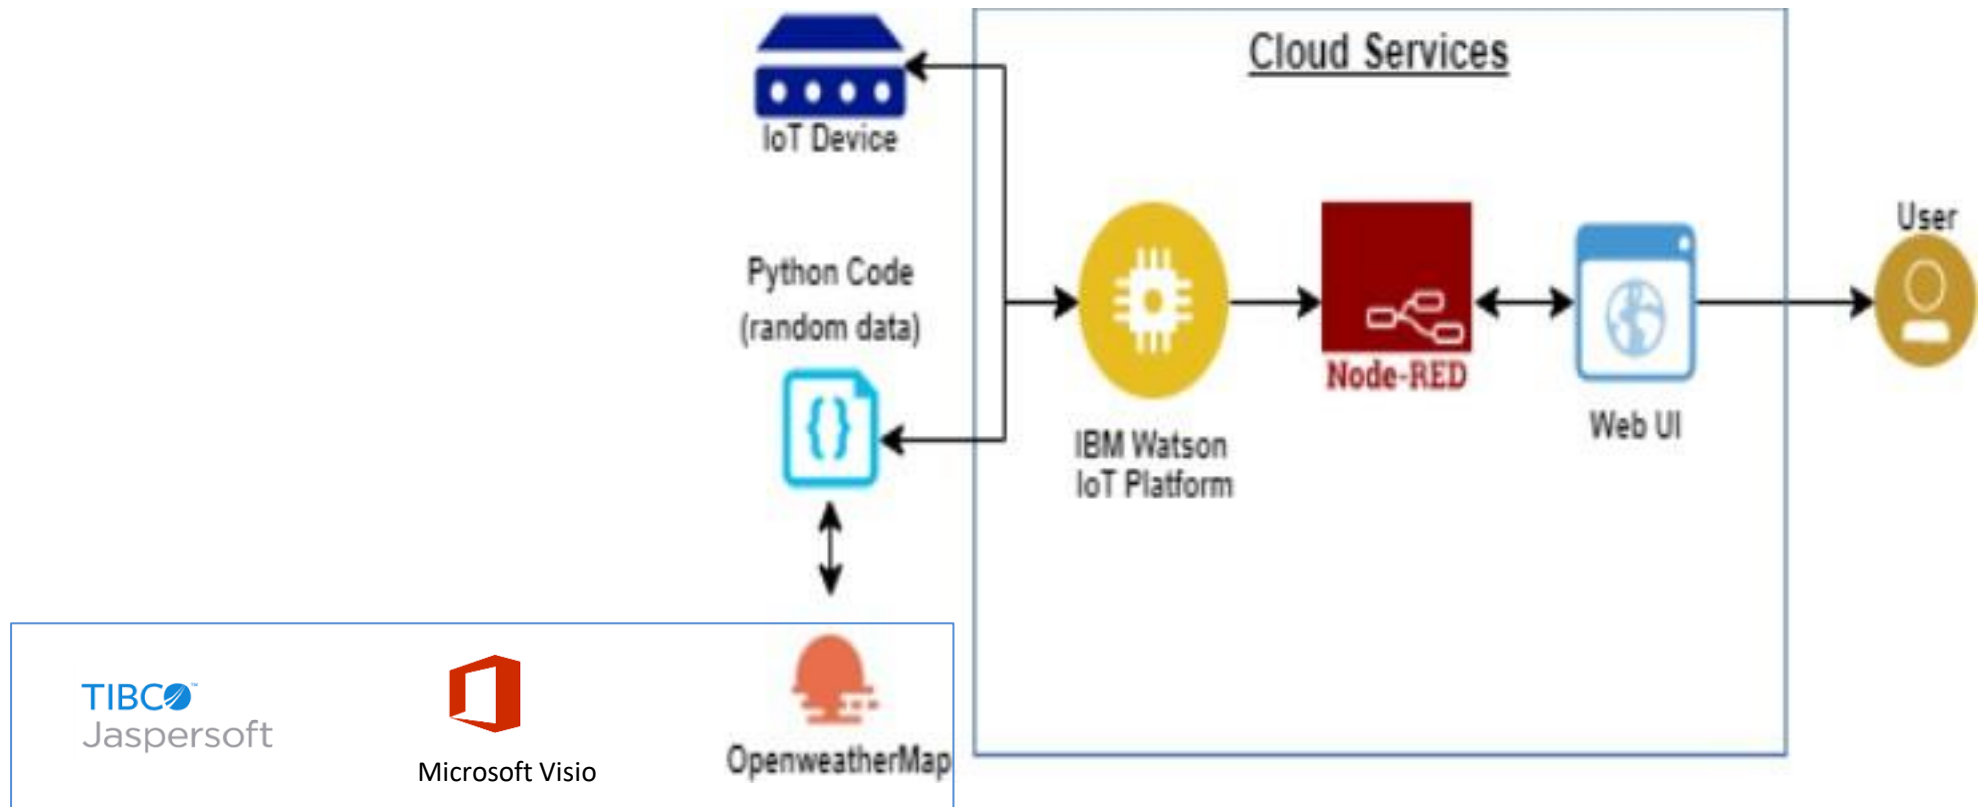 Cloud Services
IoT Device
Python Code
(random data)
{}
IBM Watson
IoT Platform
Node-RED
Web UI
User
TIBCO™
Jaspersoft
Microsoft Visio
OpenweatherMap